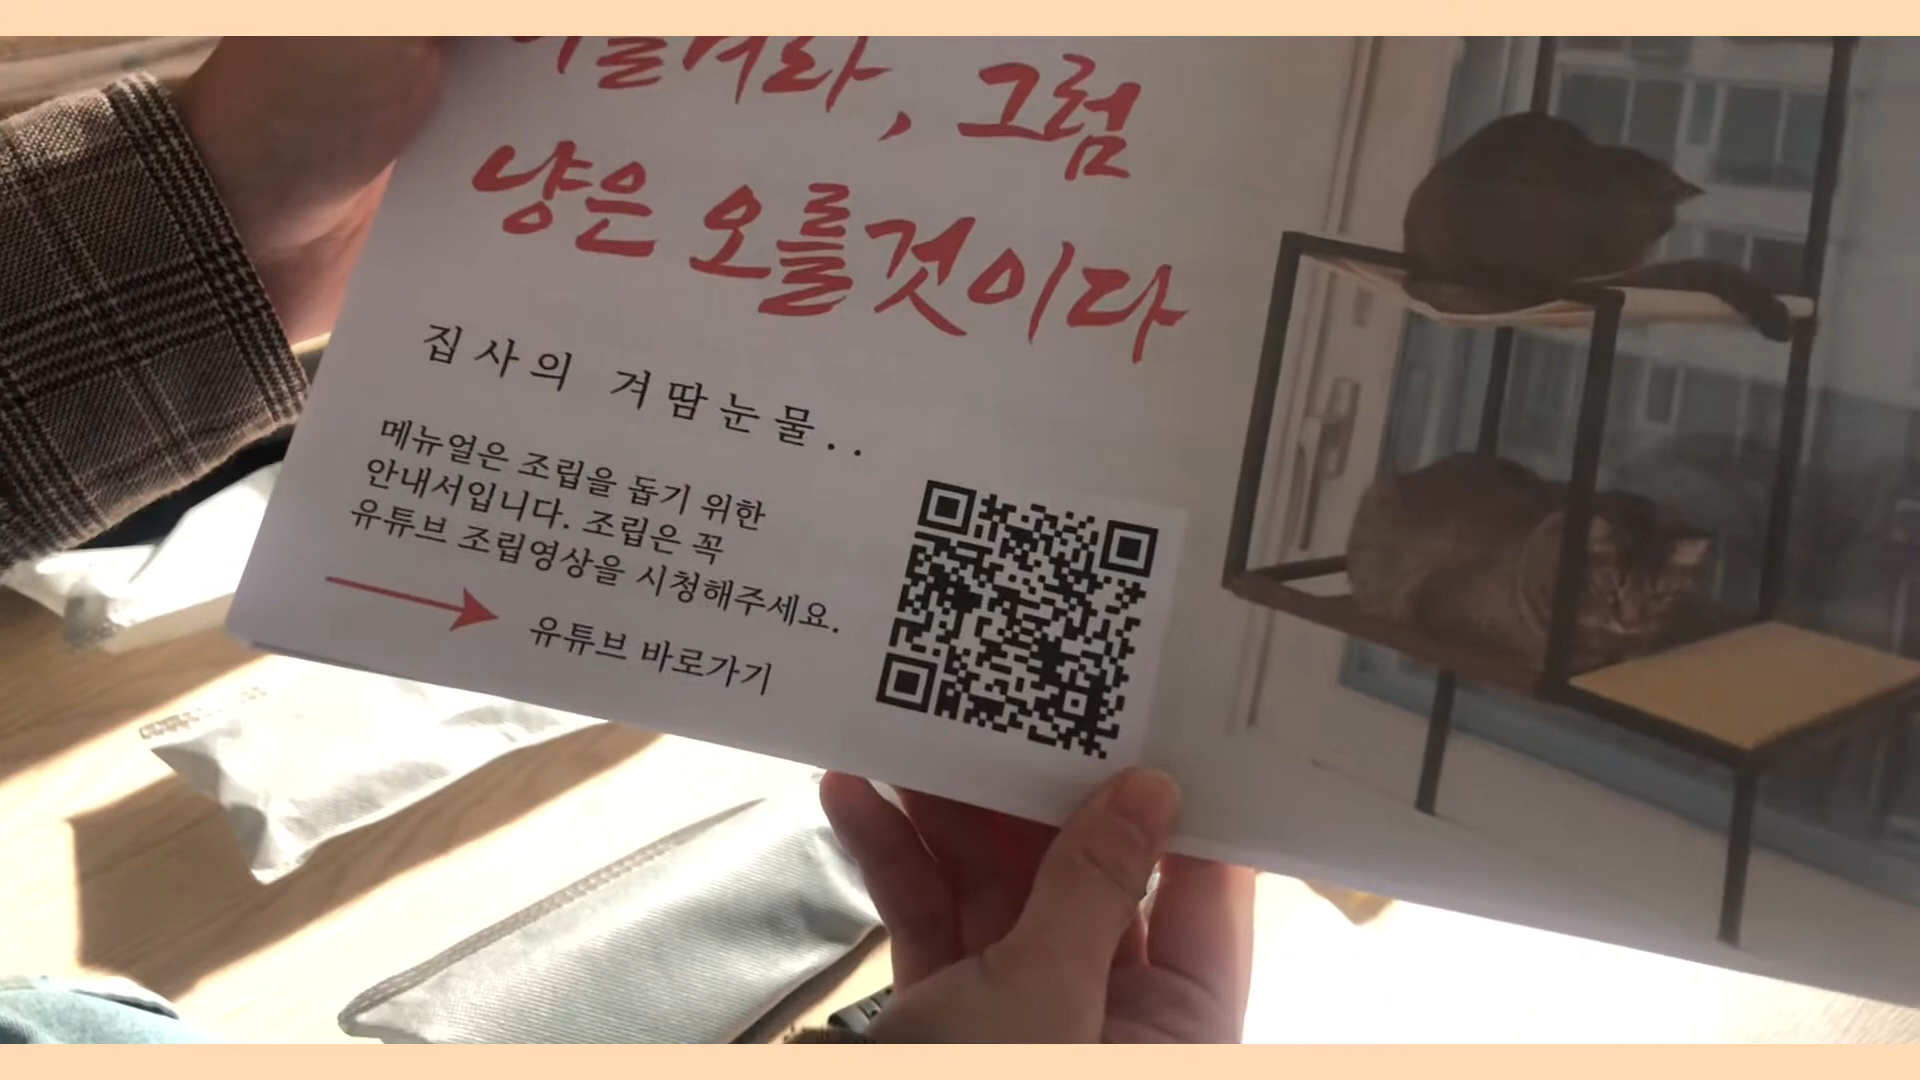 그럼
냥은 오를것이다
집사의 겨땀눈물..
메뉴얼은 조립을 돕기 위한
안내서입니다. 조립은 꼭
유튜브 조립영상을 시청해주세요.
유튜브 바로가기